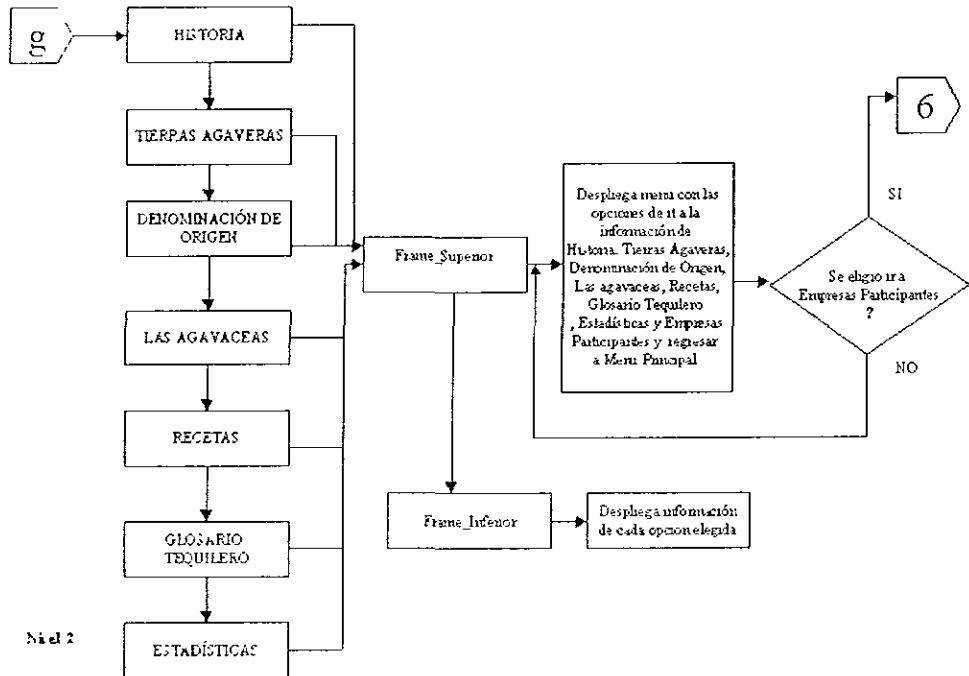 g
HISTORIA
TIERRAS AGAVERAS
DENOMINACIÓN DE
ORIGEN
LAS AGAVACEAS
RECETAS
GLOSARIO
TEQUILERO
ESTADÍSTICAS
Nivel 2
Frame_Superior
Frame_Inferior
Despliega menú con las
opciones de ir a la
información de
Historia, Tierras Agaveras,
Denominación de Origen,
Las agavaceas, Recetas,
Glosario Tequilero
, Estadísticas y Empresas
Participantes y regresar
a Menu Principal
Despliega información
de cada opcion elegida
Se eligio ir a
Empresas Participantes
?
SI
NO
6